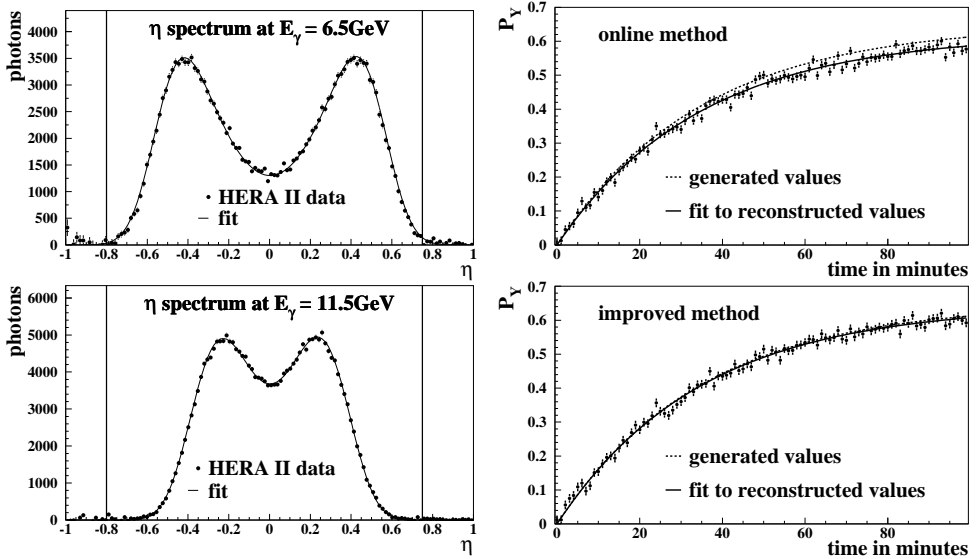 η spectrum at Eγ = 6.5GeV
photons
4000
3500
3000
2500
2000
1500
1000
500
0
HERA II data
fit
-1 -0.8 -0.6 -0.4 -0.2 0 0.2 0.4 0.6 0.8 1
η
online method
P_Y
0.7
0.6
0.5
0.4
0.3
0.2
0.1
0
generated values
fit to reconstructed values
0 20 40 60 80
time in minutes
η spectrum at Eγ = 11.5GeV
photons
6000
5000
4000
3000
2000
1000
0
HERA II data
fit
-1 -0.8 -0.6 -0.4 -0.2 0 0.2 0.4 0.6 0.8 1
η
improved method
P_Y
0.7
0.6
0.5
0.4
0.3
0.2
0.1
0
generated values
fit to reconstructed values
0 20 40 60 80
time in minutes